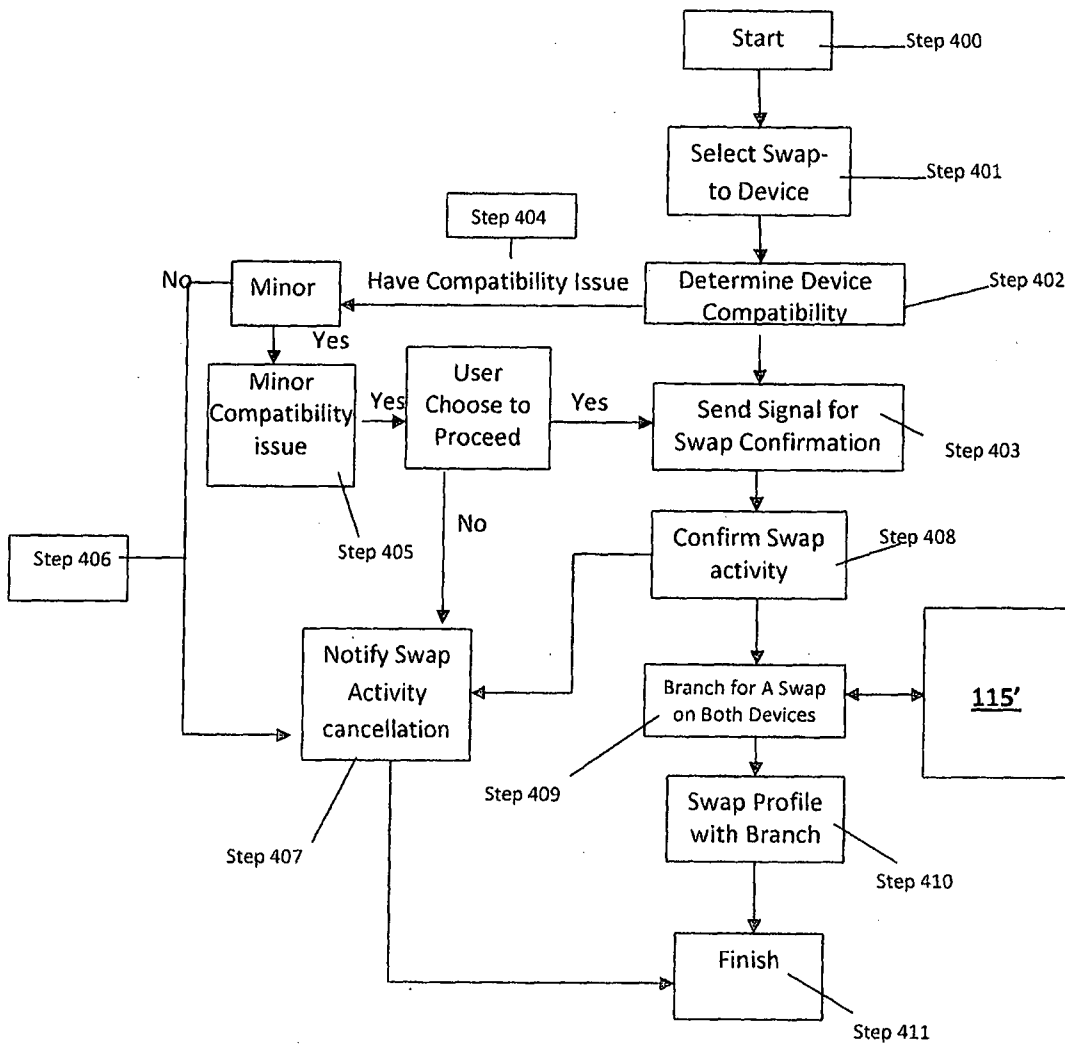 Start
Step 400
Select Swap-
to Device
Step 401
Step 404
No
Minor
Have Compatibility Issue
Determine Device
Compatibility
Step 402
Yes
Minor
Compatibility
issue
Yes
User
Choose to
Proceed
Yes
Send Signal for
Swap Confirmation
Step 403
No
Step 405
Step 406
Confirm Swap
activity
Step 408
Notify Swap
Activity
cancellation
Branch for A Swap
on Both Devices
115'
Step 409
Step 407
Swap Profile
with Branch
Step 410
Finish
Step 411